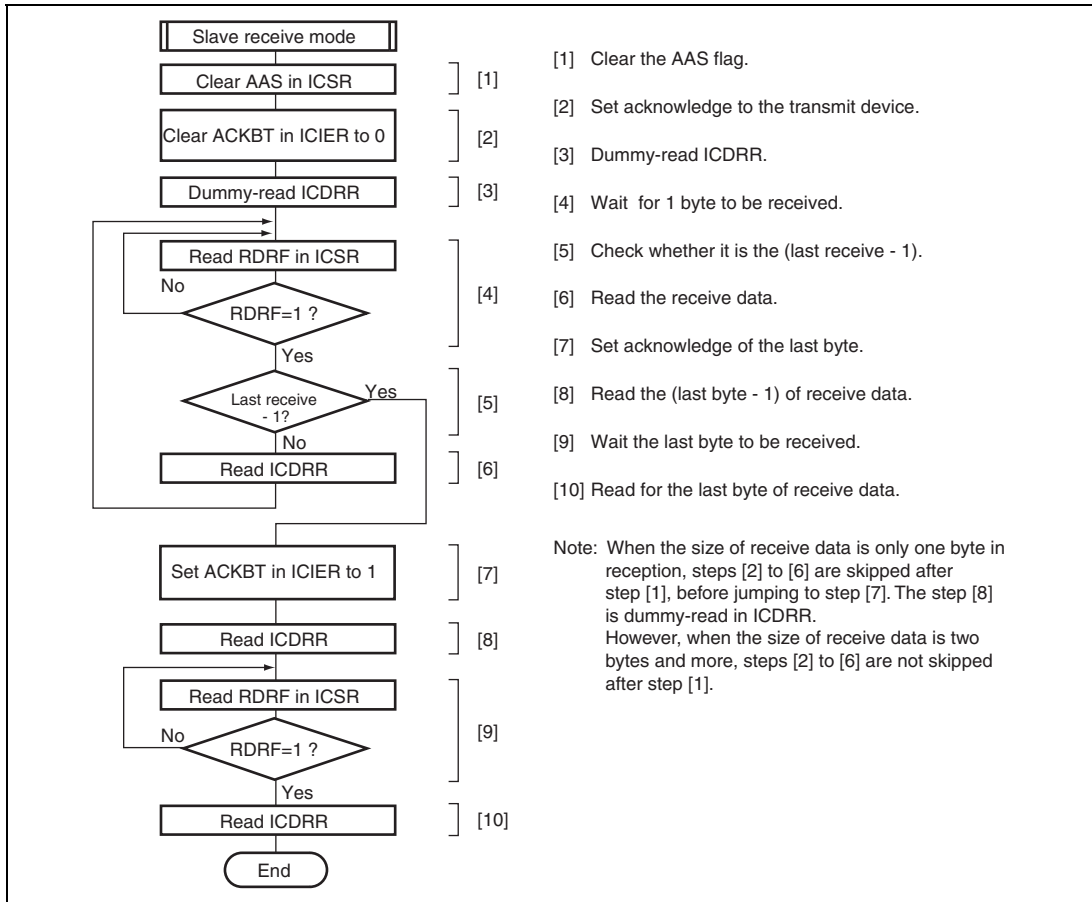 Slave receive mode
Clear AAS in ICSR
[1]
Clear ACKBT in ICIER to 0
[2]
Dummy-read ICDRR
[3]
Read RDRF in ICSR
No
RDRF=1 ?
[4]
Yes
Last receive
- 1?
Yes
[5]
No
Read ICDRR
[6]
Set ACKBT in ICIER to 1
[7]
Read ICDRR
[8]
Read RDRF in ICSR
No
RDRF=1 ?
[9]
Yes
Read ICDRR
[10]
End
[1] Clear the AAS flag.
[2] Set acknowledge to the transmit device.
[3] Dummy-read ICDRR.
[4] Wait for 1 byte to be received.
[5] Check whether it is the (last receive - 1).
[6] Read the receive data.
[7] Set acknowledge of the last byte.
[8] Read the (last byte - 1) of receive data.
[9] Wait the last byte to be received.
[10] Read for the last byte of receive data.
Note: When the size of receive data is only one byte in
reception, steps [2] to [6] are skipped after
step [1], before jumping to step [7]. The step [8]
is dummy-read in ICDRR.
However, when the size of receive data is two
bytes and more, steps [2] to [6] are not skipped
after step [1].